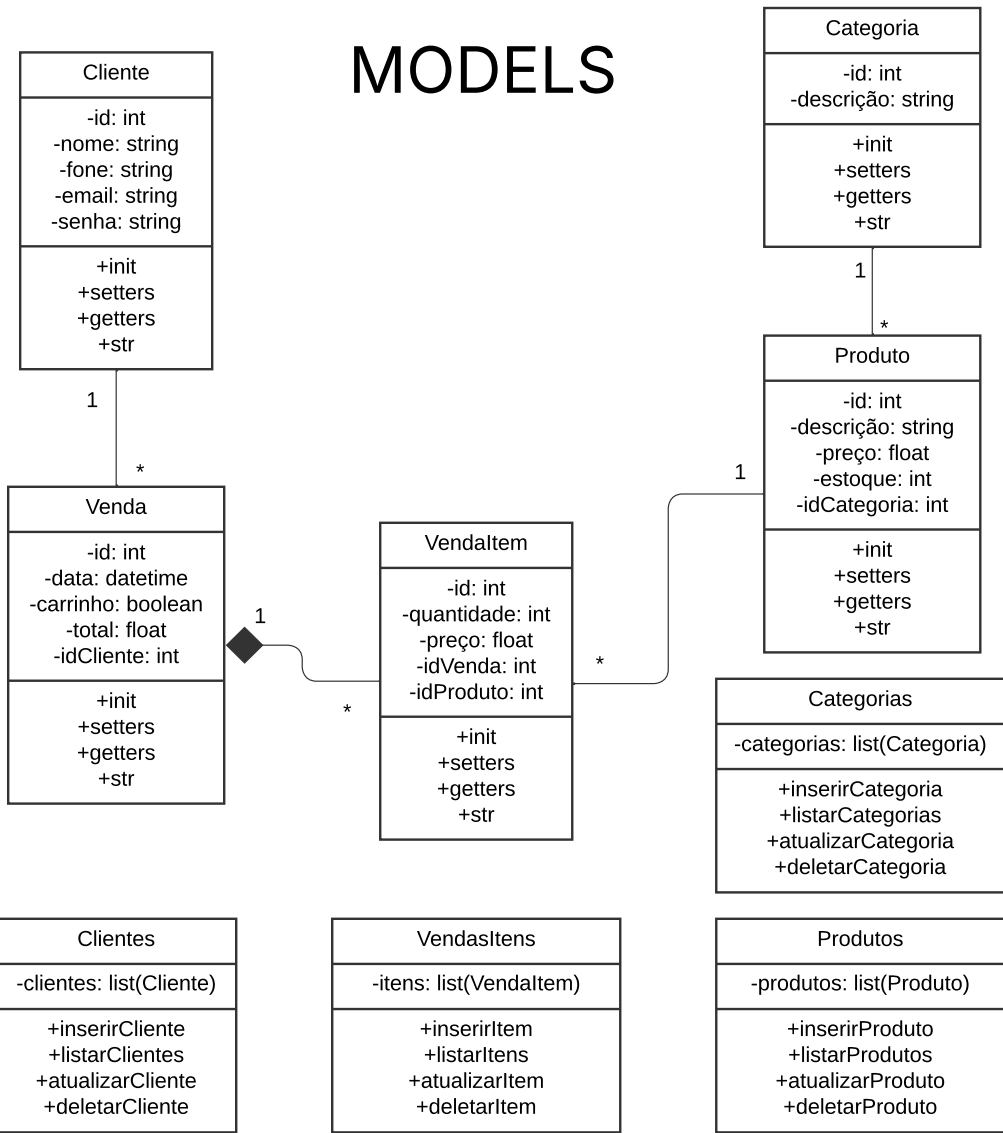 MODELS
Cliente
-id: int
-nome: string
-fone: string
-email: string
-senha: string
+init
+setters
+getters
+str
1
*
Categoria
-id: int
-descrição: string
+init
+setters
+getters
+str
1
*
Produto
-id: int
-descrição: string
-preço: float
-estoque: int
-idCategoria: int
+init
+setters
+getters
+str
1
*
Venda
-id: int
-data: datetime
-carrinho: boolean
-total: float
-idCliente: int
+init
+setters
+getters
+str
1
*
VendaItem
-id: int
-quantidade: int
-preço: float
-idVenda: int
-idProduto: int
+init
+setters
+getters
+str
Categorias
-categorias: list(Categoria)
+inserirCategoria
+listarCategorias
+atualizarCategoria
+deletarCategoria
Clientes
-clientes: list(Cliente)
+inserirCliente
+listarClientes
+atualizarCliente
+deletarCliente
VendasItens
-itens: list(VendaItem)
+inserirItem
+listarItens
+atualizarItem
+deletarItem
Produtos
-produtos: list(Produto)
+inserirProduto
+listarProdutos
+atualizarProduto
+deletarProduto